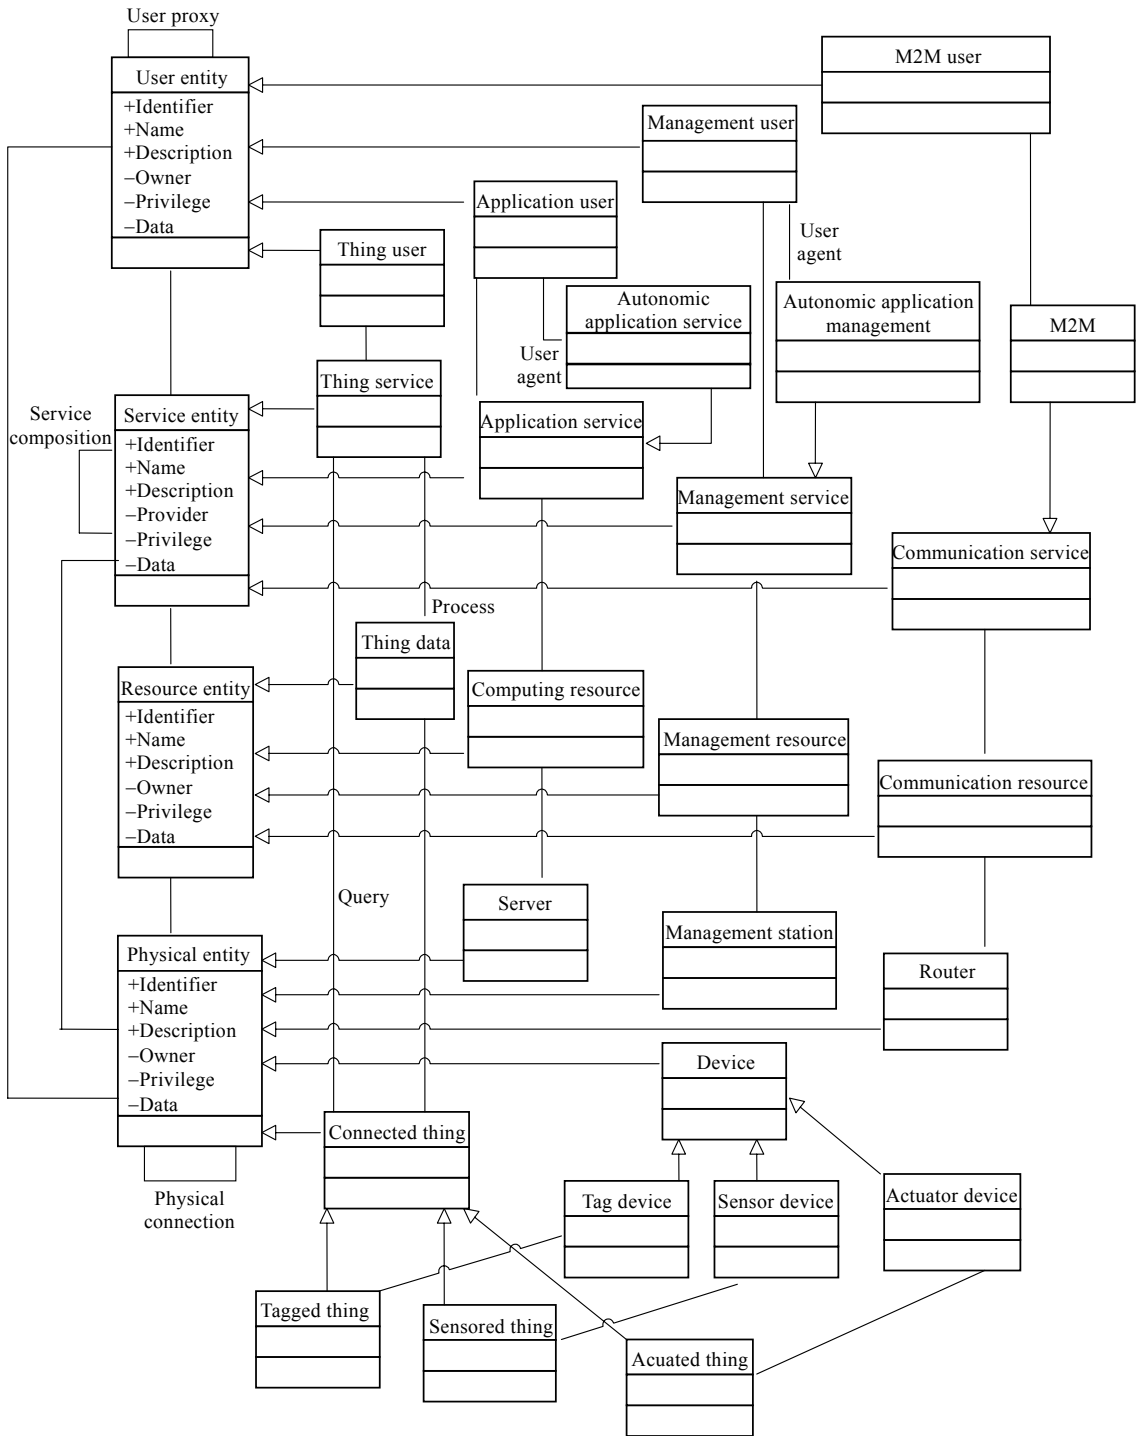 User proxy
User entity
+Identifier
+Name
+Description
−Owner
−Privilege
−Data
M2M user
Management user
Application user
Thing user
User
agent
Autonomic
application service
Autonomic application
management
M2M
User
agent
Thing service
Service
composition
Service entity
+Identifier
+Name
+Description
−Provider
−Privilege
−Data
Application service
Management service
Communication service
Process
Thing data
Resource entity
+Identifier
+Name
+Description
−Owner
−Privilege
−Data
Computing resource
Management resource
Communication resource
Query
Server
Management station
Router
Physical entity
+Identifier
+Name
+Description
−Owner
−Privilege
−Data
Device
Connected thing
Physical
connection
Tag device
Sensor device
Actuator device
Tagged thing
Sensored thing
Acuated thing